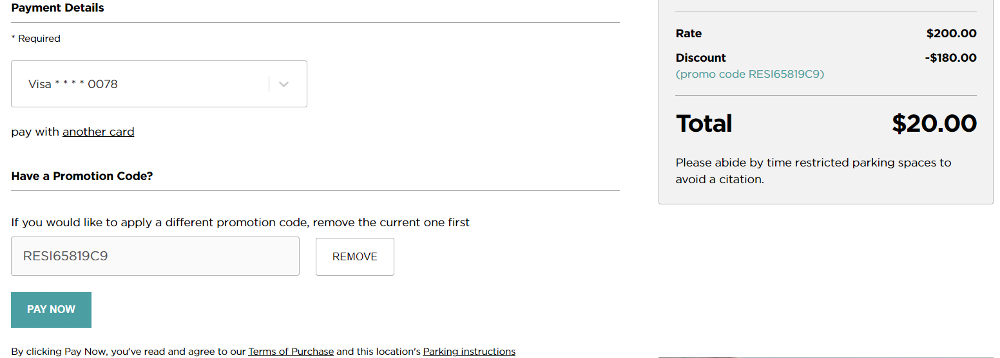 Payment Details
* Required
Visa * * * * 0078
pay with another card
Have a Promotion Code?
If you would like to apply a different promotion code, remove the current one first
RESI65819C9
REMOVE
PAY NOW
By clicking Pay Now, you've read and agree to our Terms of Purchase and this location's Parking instructions
Rate $200.00
Discount -$180.00
(promo code RESI65819C9)
Total $20.00
Please abide by time restricted parking spaces to
avoid a citation.